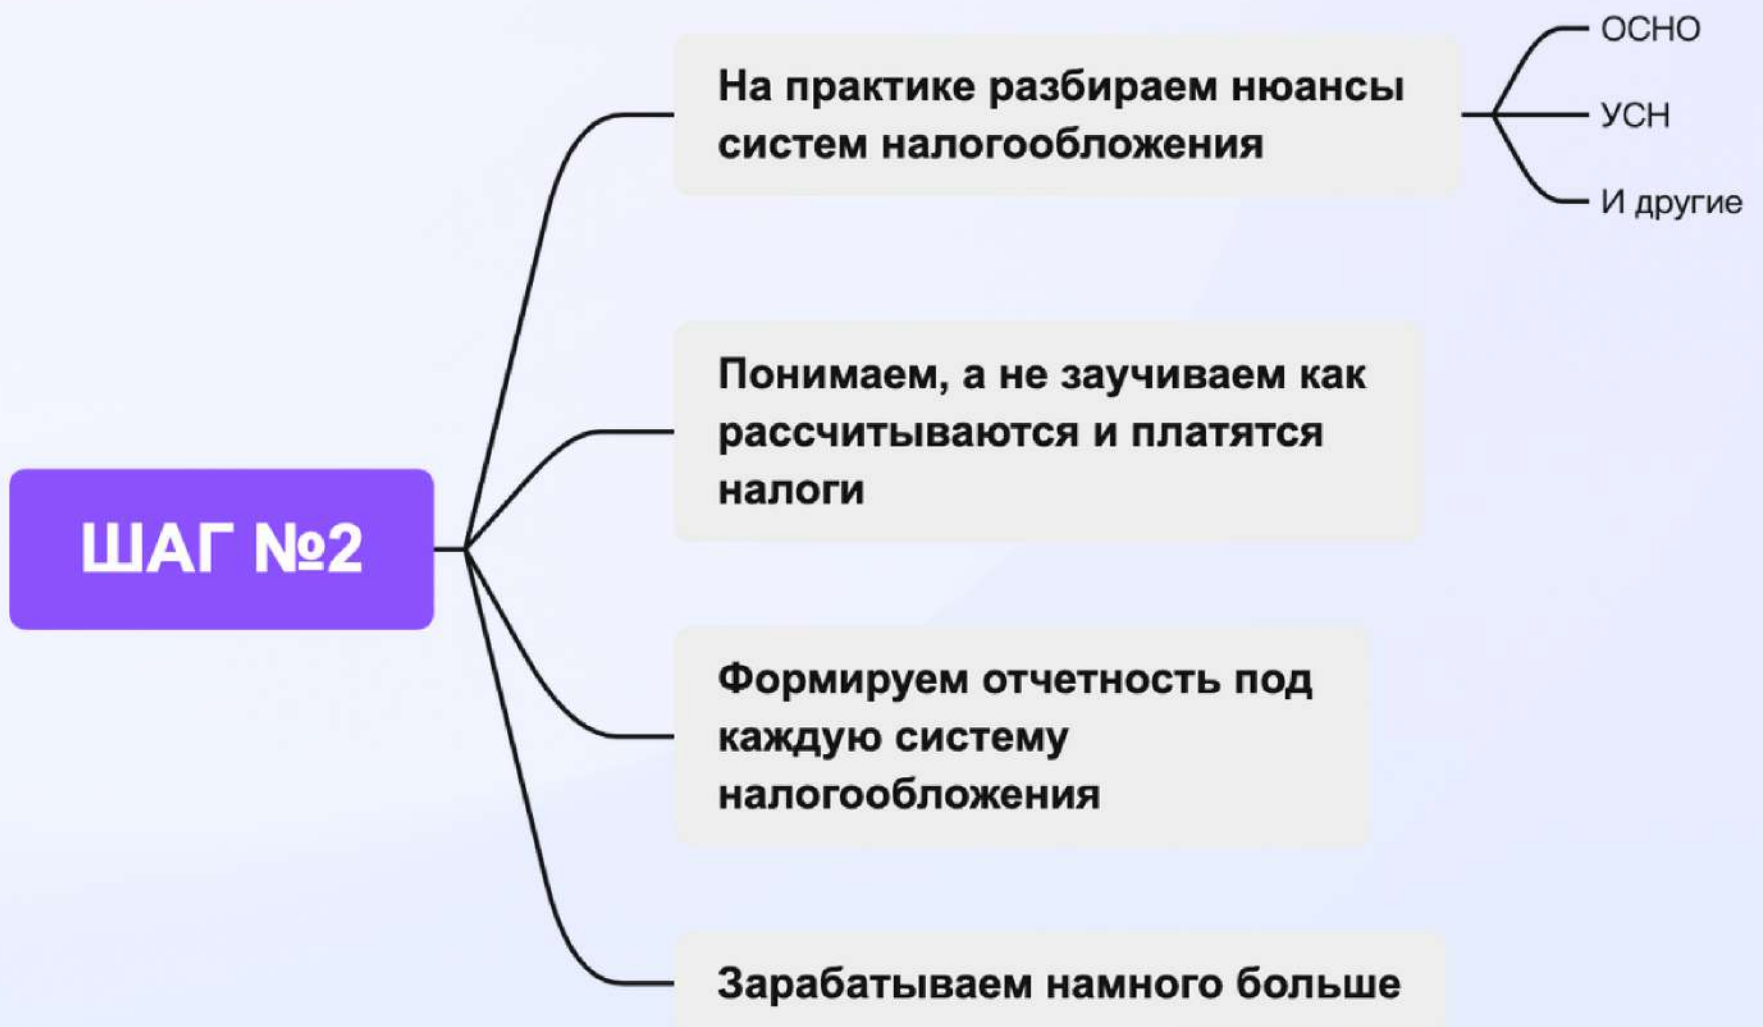 ШАГ №2
На практике разбираем нюансы
систем налогообложения
ОСНО
УСН
И другие
Понимаем, а не заучиваем как
рассчитываются и платятся
налоги
Формируем отчетность под
каждую систему
налогообложения
Зарабатываем намного больше